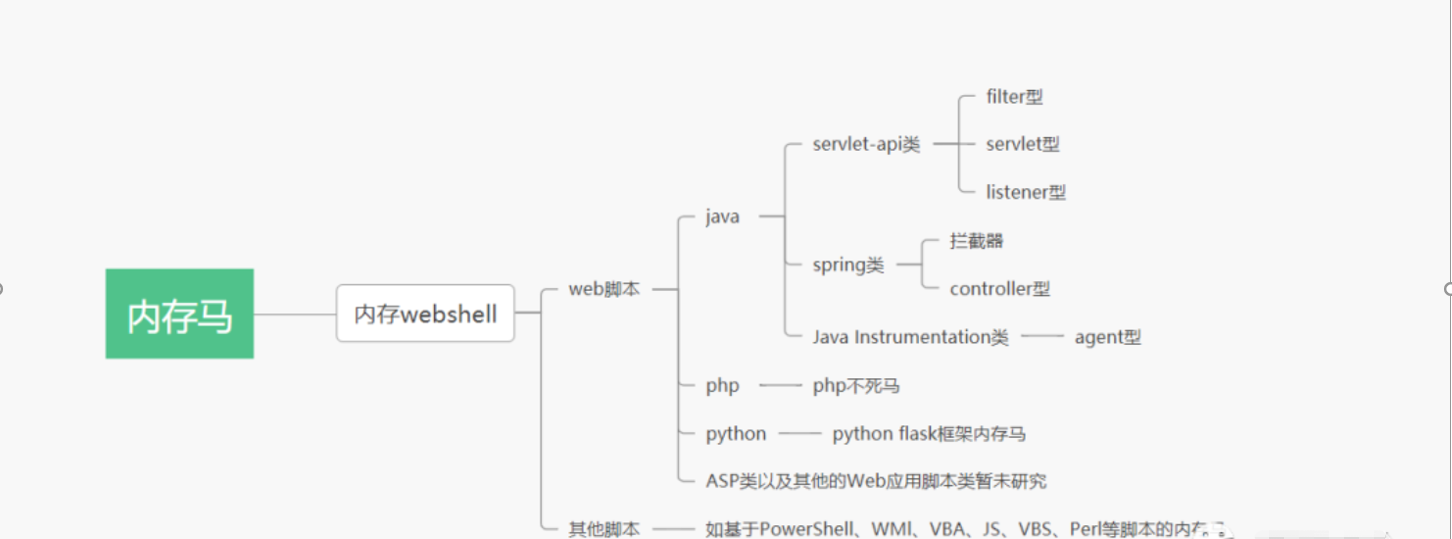 内存马
内存webshell
web脚本
java
servlet-api类
filter型
servlet型
listener型
spring类
拦截器
controller型
Java Instrumentation类
agent型
php
php不死马
python
python flask框架内存马
ASP类以及其他的Web应用脚本类暂未研究
其他脚本
如基于PowerShell、WMI、VBA、JS、VBS、Perl等脚本的内存